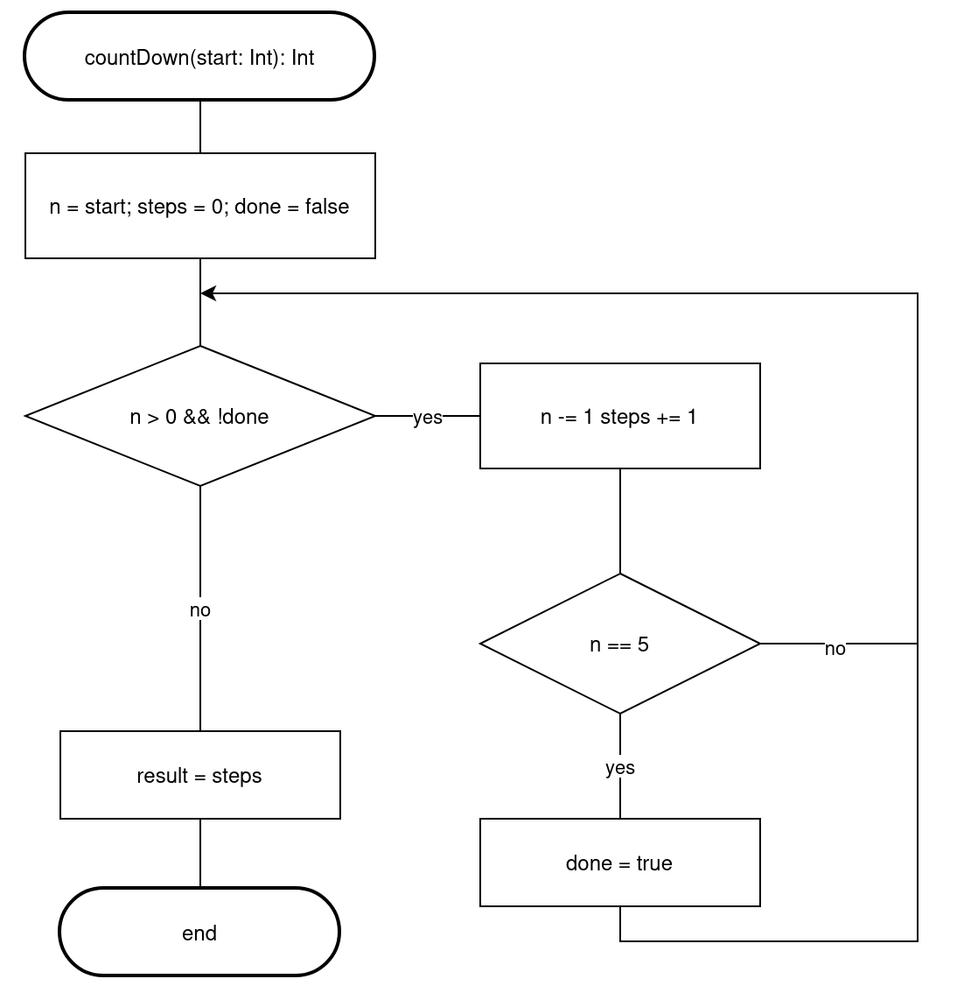 countDown(start: Int): Int
n = start; steps = 0; done = false
n > 0 && !done
yes
n -= 1 steps += 1
no
n == 5
no
yes
result = steps
done = true
end